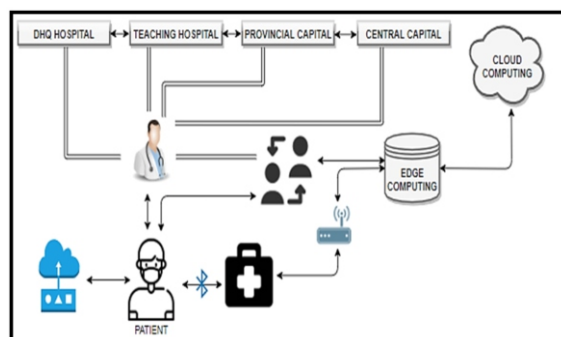 DHQ HOSPITAL
TEACHING HOSPITAL
PROVINCIAL CAPITAL
CENTRAL CAPITAL
CLOUD
COMPUTING
EDGE
COMPUTING
PATIENT